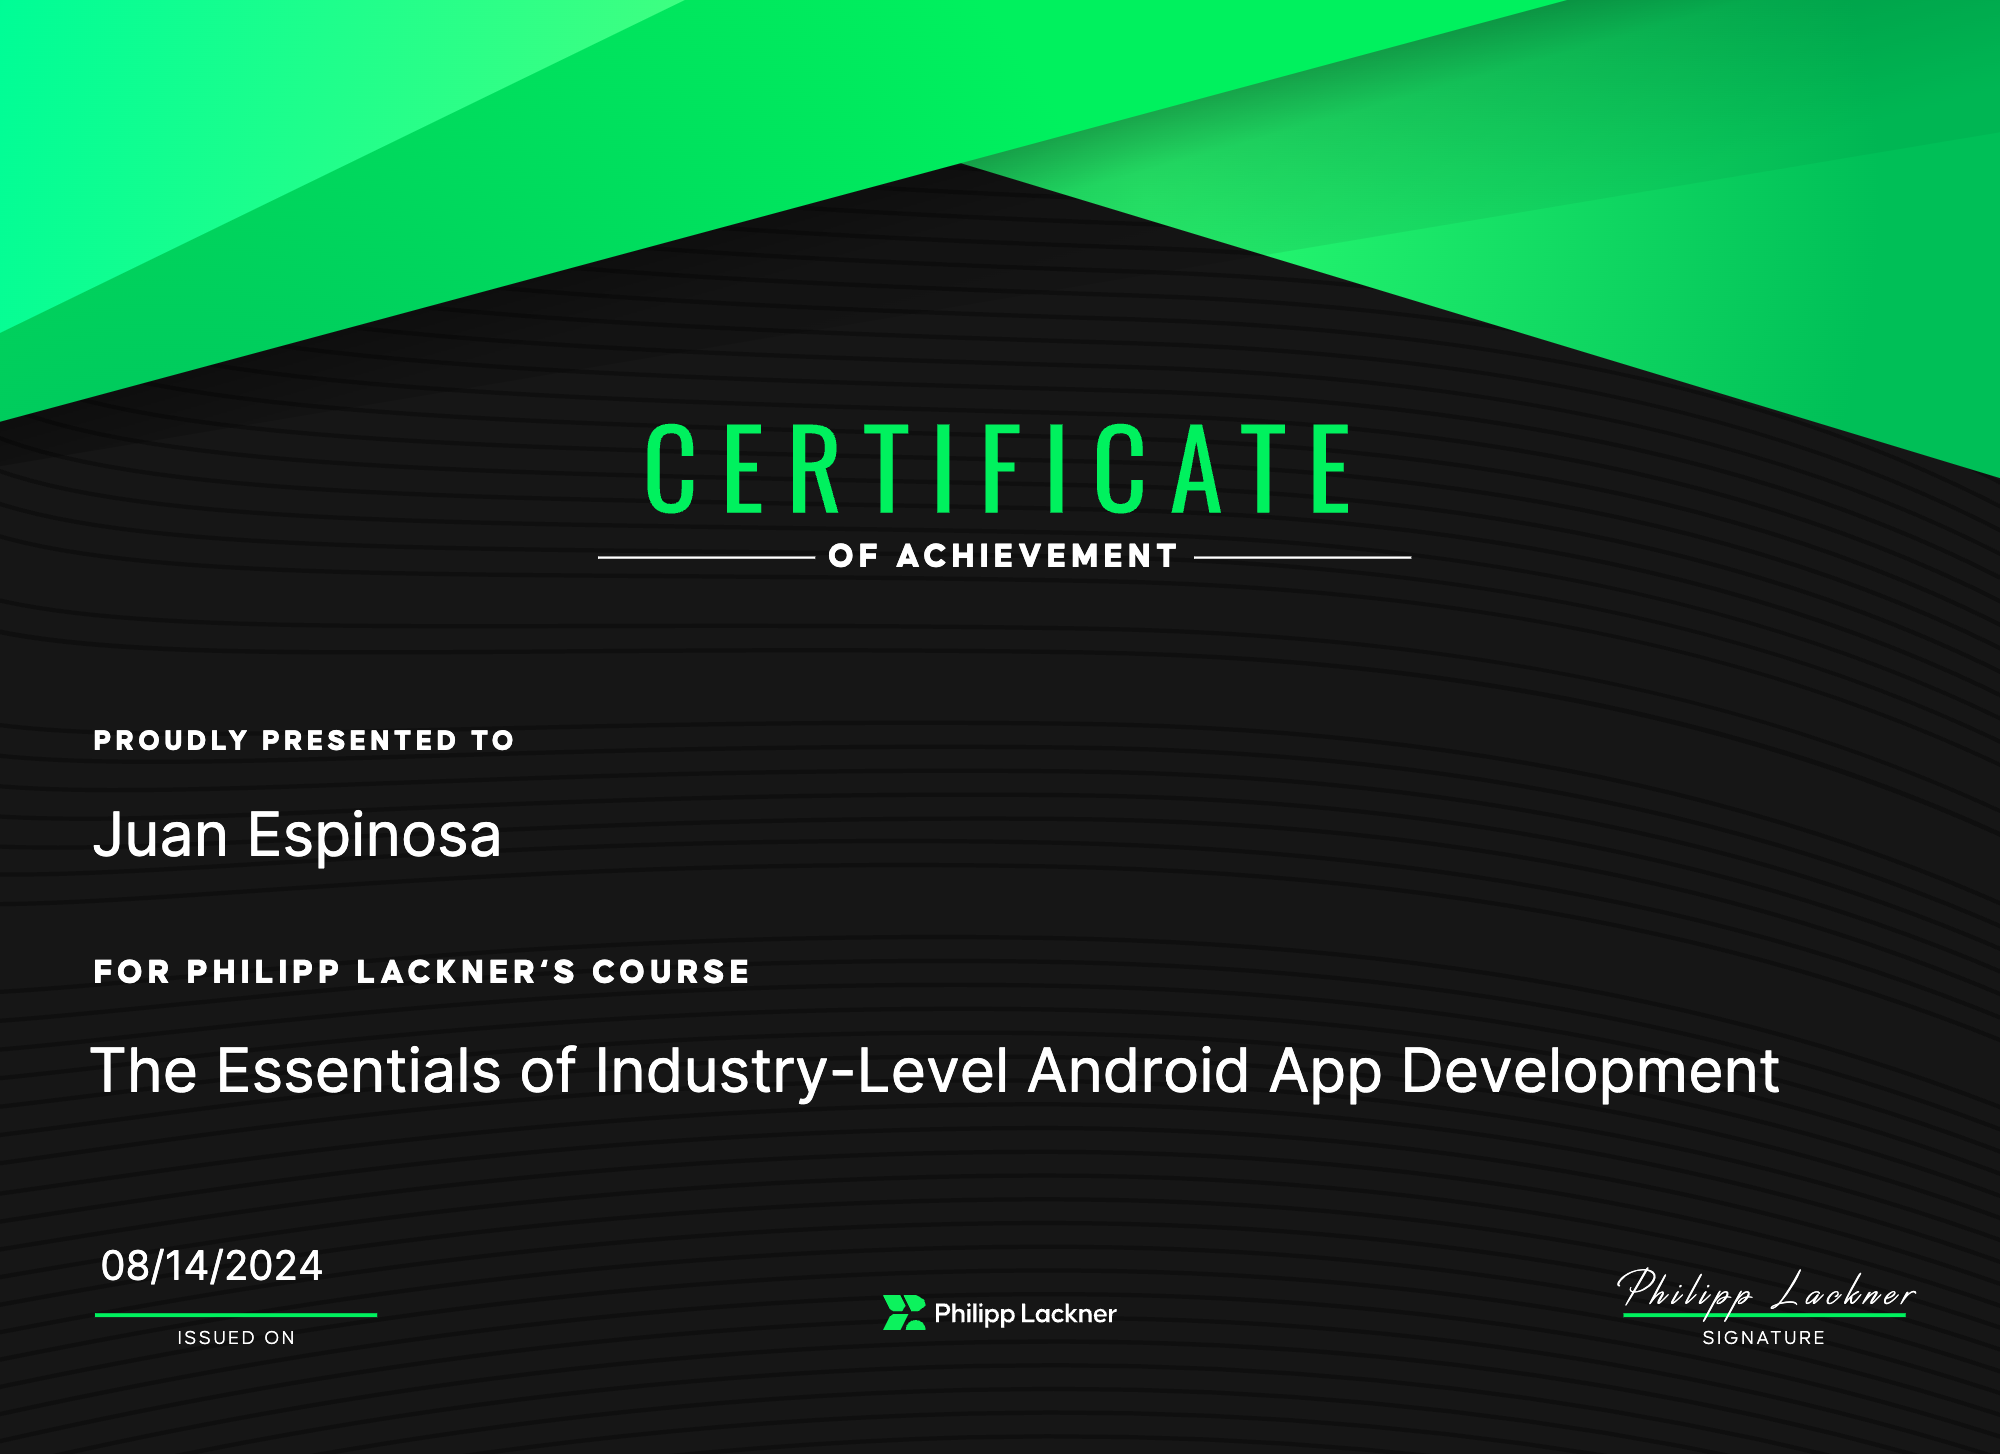 CERTIFICATE
OF ACHIEVEMENT
PROUDLY PRESENTED TO
Juan Espinosa
FOR PHILIPP LACKNER‘S COURSE
The Essentials of Industry-Level Android App Development
08/14/2024
ISSUED ON
Philipp Lackner
Philipp Lackner
SIGNATURE